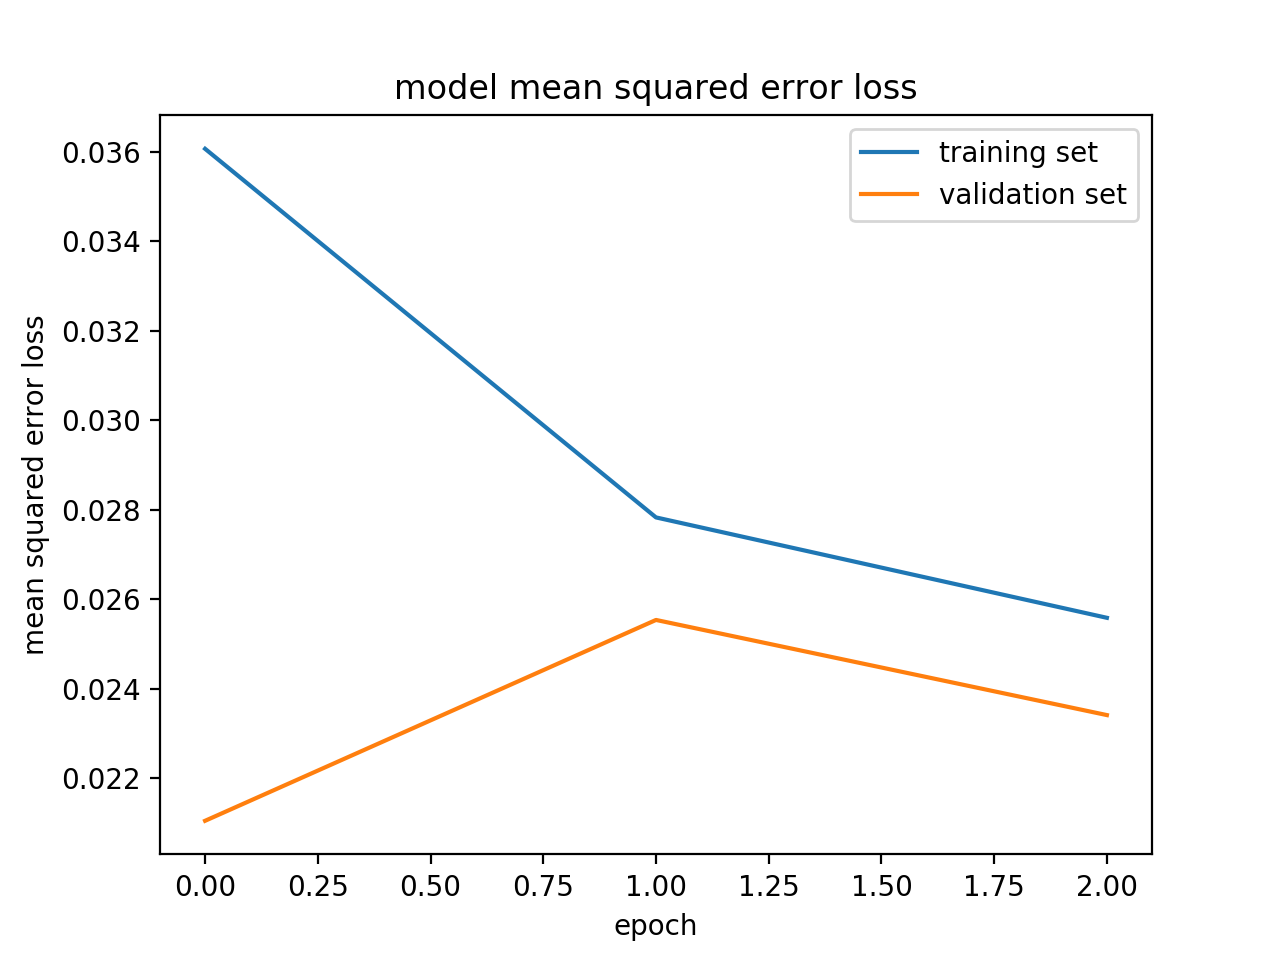 model mean squared error loss
training set
validation set
0.036
0.034
0.032
0.030
0.028
0.026
0.024
0.022
mean squared error loss
0.00 0.25 0.50 0.75 1.00 1.25 1.50 1.75 2.00
epoch